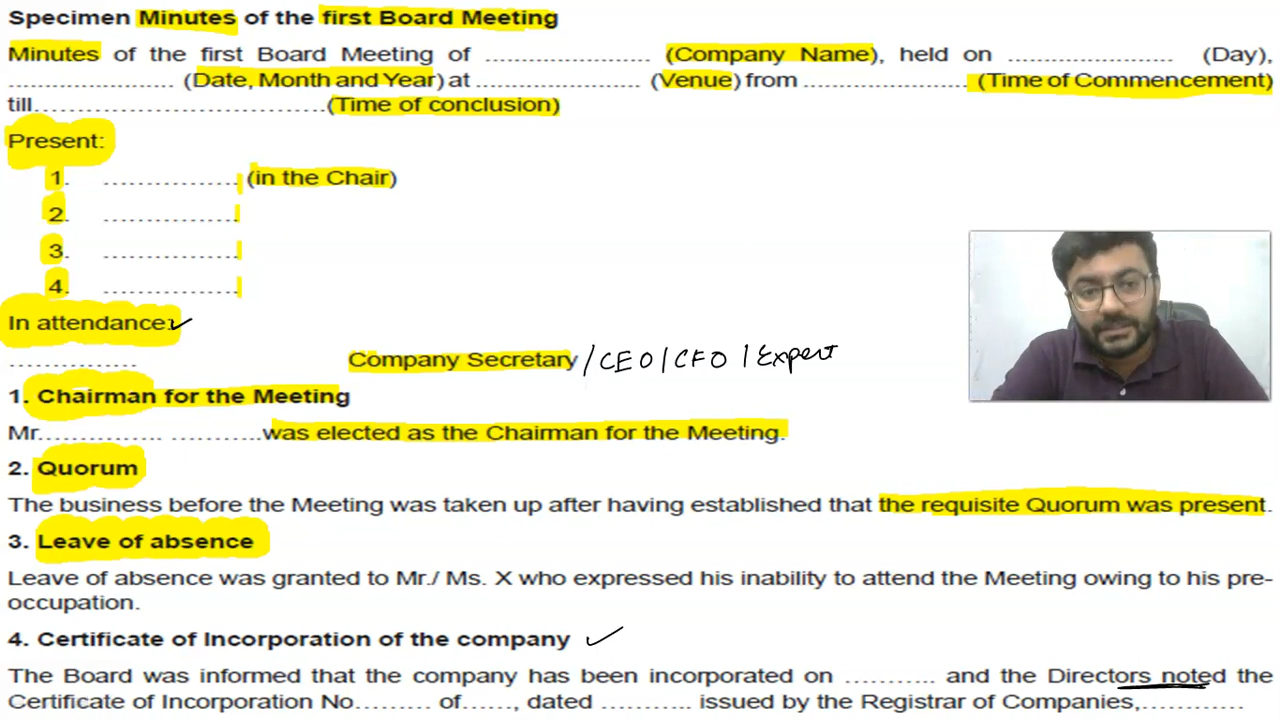 Specimen Minutes of the first Board Meeting
Minutes of the first Board Meeting of ........................ (Company Name), held on ........................ (Day),
........................ (Date, Month and Year) at ........................ (Venue) from ........................ (Time of Commencement)
till.......................................... (Time of conclusion)
Present:
1. .................... (in the Chair)
2. ....................
3. ....................
4. ....................
In attendance:
................... Company Secretary /CEO/CFO /Expert
1. Chairman for the Meeting
Mr.................. .............was elected as the Chairman for the Meeting.
2. Quorum
The business before the Meeting was taken up after having established that the requisite Quorum was present.
3. Leave of absence
Leave of absence was granted to Mr./ Ms. X who expressed his inability to attend the Meeting owing to his pre-
occupation.
4. Certificate of Incorporation of the company
The Board was informed that the company has been incorporated on ............ and the Directors noted the
Certificate of Incorporation No......... of......, dated ........... issued by the Registrar of Companies,............